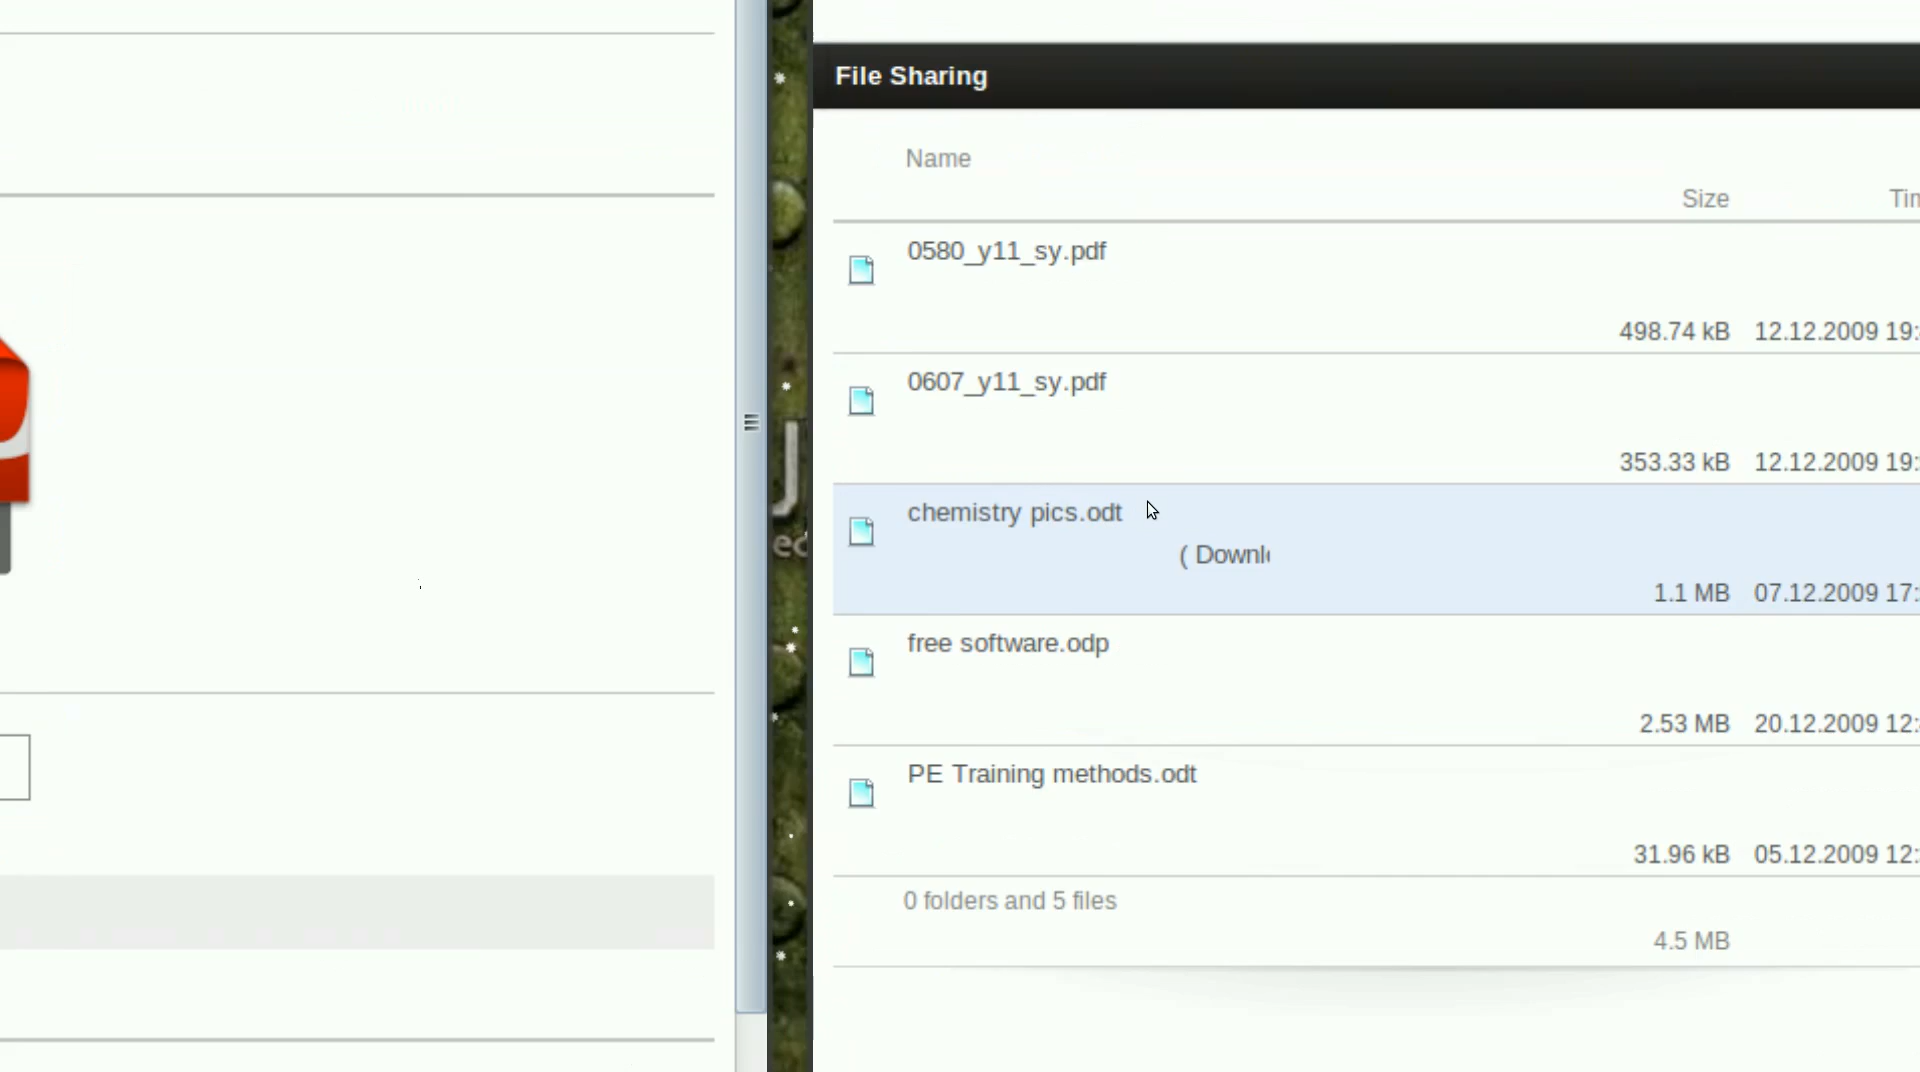 File Sharing
Name
Size
0580_y11_sy.pdf
498.74 kB 12.12.2009 19:
0607_y11_sy.pdf
353.33 kB 12.12.2009 19:
chemistry pics.odt
( Downl
1.1 MB 07.12.2009 17:
free software.odp
2.53 MB 20.12.2009 12:
PE Training methods.odt
31.96 kB 05.12.2009 12:
0 folders and 5 files
4.5 MB